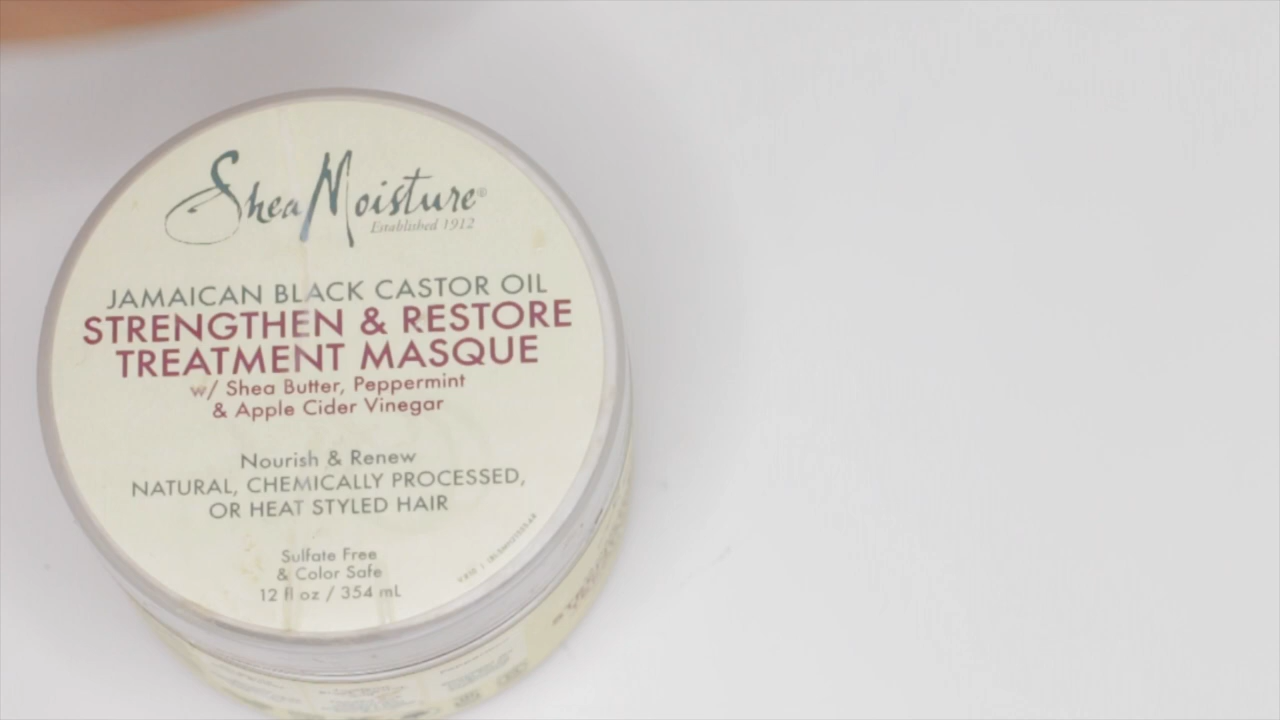 SheaMoisture®
Established 1912
JAMAICAN BLACK CASTOR OIL
STRENGTHEN & RESTORE
TREATMENT MASQUE
w/ Shea Butter, Peppermint
& Apple Cider Vinegar
Nourish & Renew
NATURAL, CHEMICALLY PROCESSED,
OR HEAT STYLED HAIR
Sulfate Free
& Color Safe
12 fl oz / 354 mL